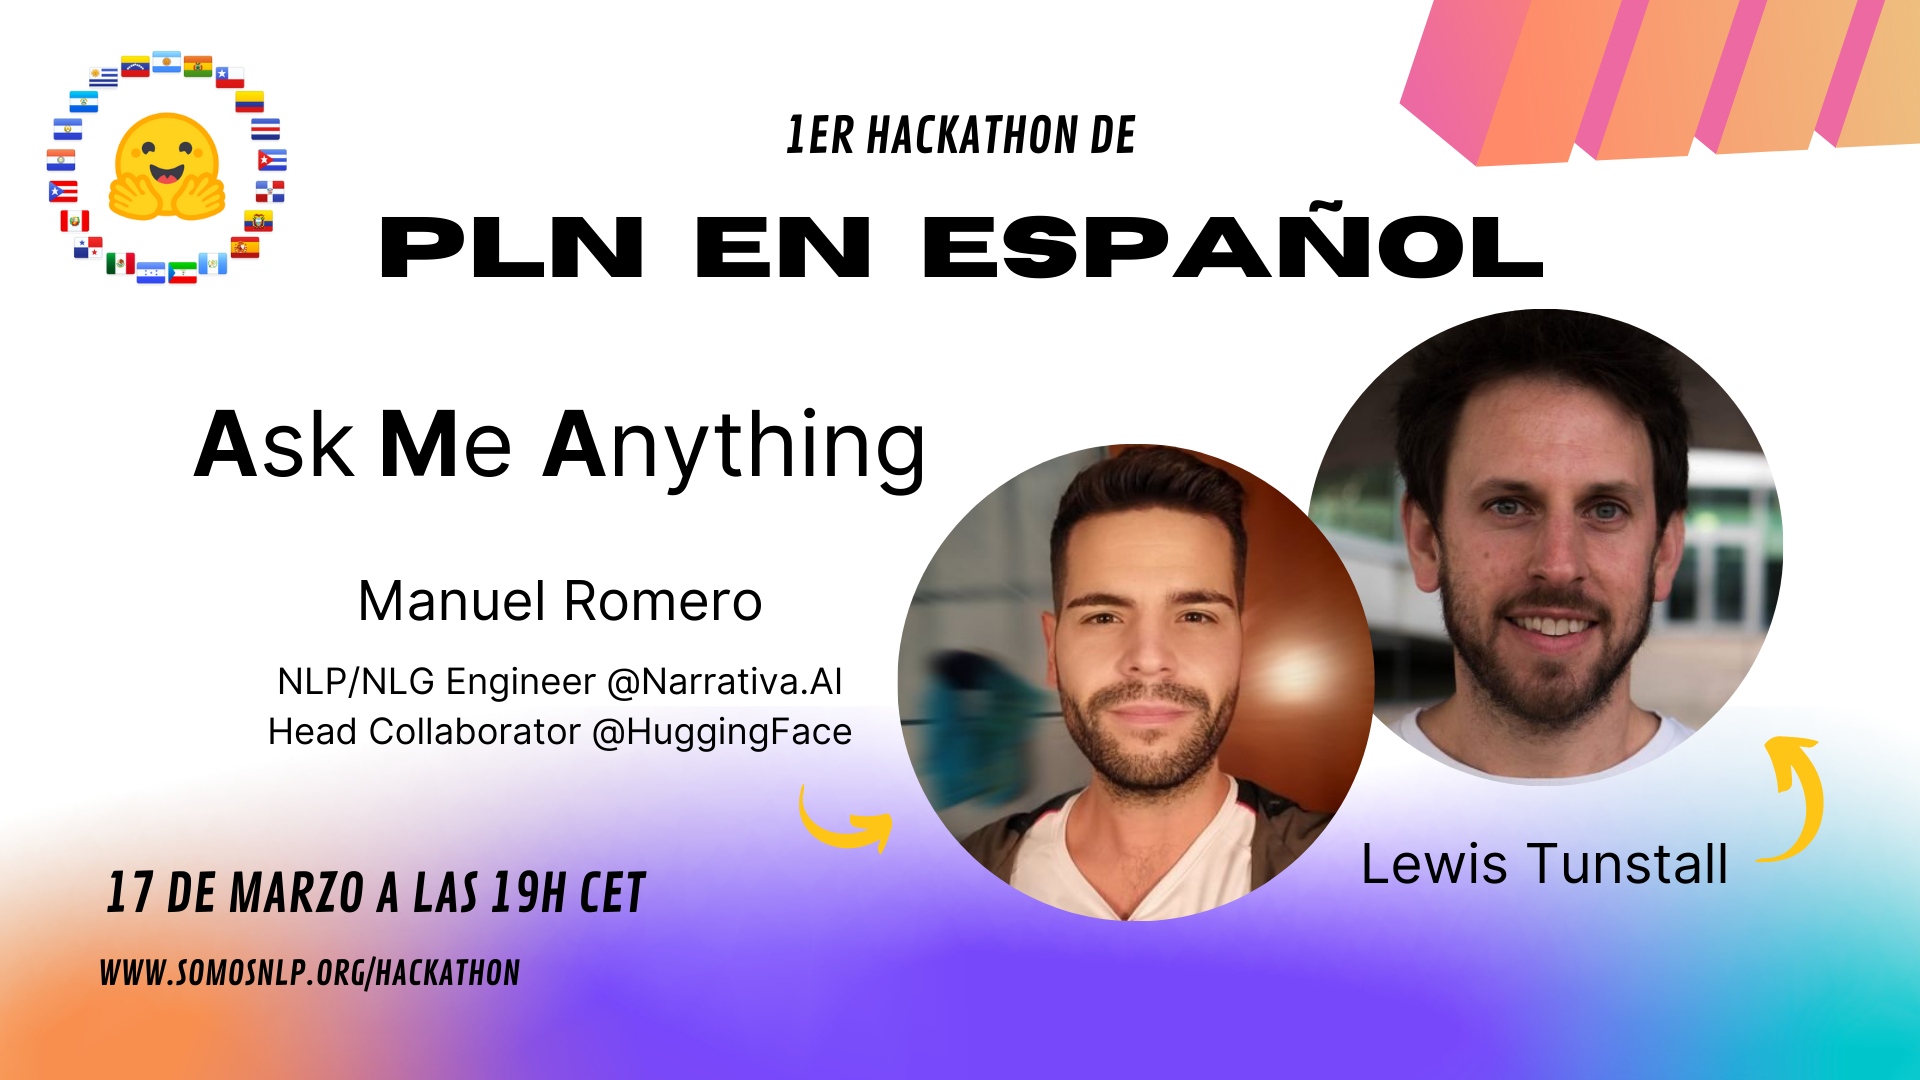 1ER HACKATHON DE
PLN EN ESPAÑOL
Ask Me Anything
Manuel Romero
NLP/NLG Engineer @Narrativa.AI
Head Collaborator @HuggingFace
Lewis Tunstall
17 DE MARZO A LAS 19H CET
WWW.SOMOSNLP.ORG/HACKATHON